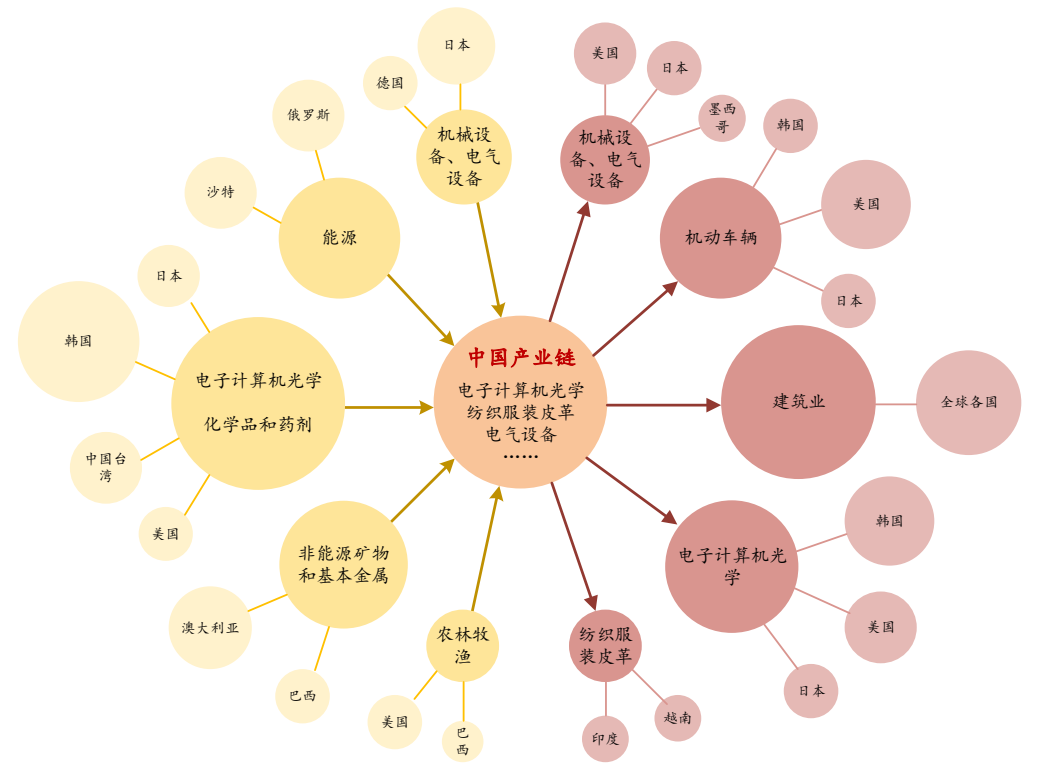 日本
德国
机械设
备、电气
设备
俄罗斯
沙特
能源
日本
韩国
电子计算机光学
化学品和药剂
中国台
湾
美国
非能源矿物
和基本金属
澳大利亚
巴西
农林牧
渔
美国
巴
西
中国产业链
电子计算机光学
纺织服装皮革
电气设备
……
美国
日本
墨西
哥
机械设
备、电气
设备
韩国
美国
日本
机动车辆
建筑业
全球各国
电子计算机光
学
韩国
美国
日本
纺织服
装皮革
越南
印度